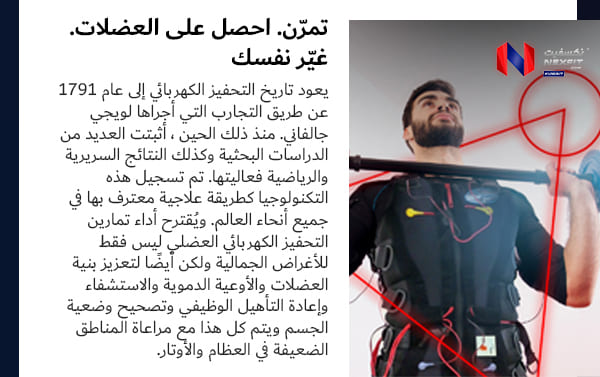 تمرّن. احصل على العضلات.
غيّر نفسك
يعود تاريخ التحفيز الكهربائي إلى عام 1791
عن طريق التجارب التي أجراها لويجي
جالفاني. منذ ذلك الحين ، أثبتت العديد من
الدراسات البحثية وكذلك النتائج السريرية
والرياضية فعاليتها. تم تسجيل هذه
التكنولوجيا كطريقة علاجية معترف بها في
جميع أنحاء العالم. ويُقترح أداء تمارين
التحفيز الكهربائي العضلي ليس فقط
للأغراض الجمالية ولكن أيضًا لتعزيز بنية
العضلات والأوعية الدموية والاستشفاء
وإعادة التأهيل الوظيفي وتصحيح وضعية
الجسم ويتم كل هذا مع مراعاة المناطق
الضعيفة في العظام والأوتار.
نكسفيت
NEXFIT
KUWAIT